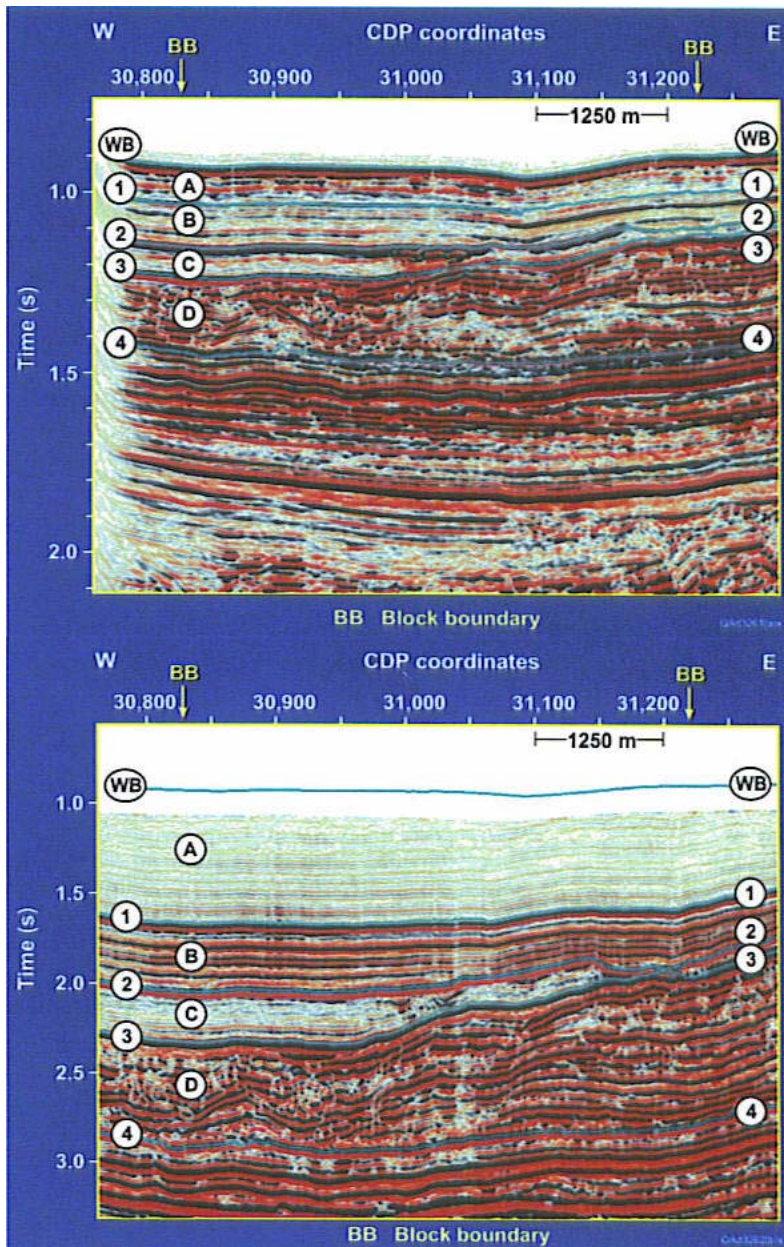 W CDP coordinates E
BB BB
30,800 30,900 31,000 31,100 31,200
1250 m
WB WB
1.0
1 A 1
B
2 2
3 C 3
Time (s)
D
4 4
1.5
2.0
BB Block boundary
W CDP coordinates E
BB BB
30,800 30,900 31,000 31,100 31,200
1250 m
WB WB
1.0
A
1.5
1 1
2
B
Time (s)
3
2.0
2
C
3
2.5
D
4
4
3.0
BB Block boundary